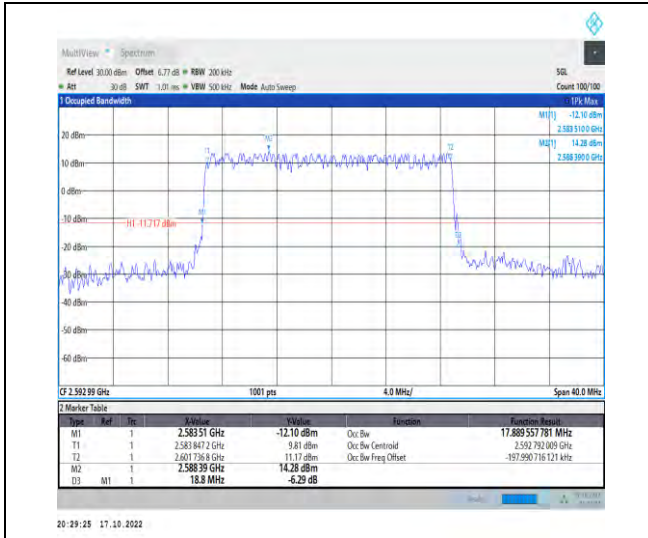 MultiView Spectrum
Ref Level 30.00 dBm Offset 6.77 dB RBW 200 kHz SGL
Att 30 dB SWT 1.01 ms VBW 500 kHz Mode Auto Sweep Count 100/100
1 Occupied Bandwidth 1Pk Max
M1[1] -12.10 dBm
2.583 510 0 GHz
M2[1] 14.28 dBm
2.588 390 0 GHz
20 dBm
M2
T1 T2
10 dBm
0 dBm
M1
-10 dBm
H1 -11.717 dBm
-20 dBm
-30 dBm
-40 dBm
-50 dBm
-60 dBm
CF 2.592 99 GHz 1001 pts 4.0 MHz/ Span 40.0 MHz
2 Marker Table
Type Ref Trc X-Value Y-Value Function Function Result
M1 1 2.583 51 GHz -12.10 dBm Occ Bw 17.889 557 781 MHz
T1 1 2.583 847 2 GHz 9.81 dBm Occ Bw Centroid 2.592 792 009 GHz
T2 1 2.601 736 8 GHz 11.17 dBm Occ Bw Freq Offset -197.990 716 121 kHz
M2 1 2.588 39 GHz 14.28 dBm
D3 M1 1 18.8 MHz -6.29 dB
20:29:25 17.10.2022